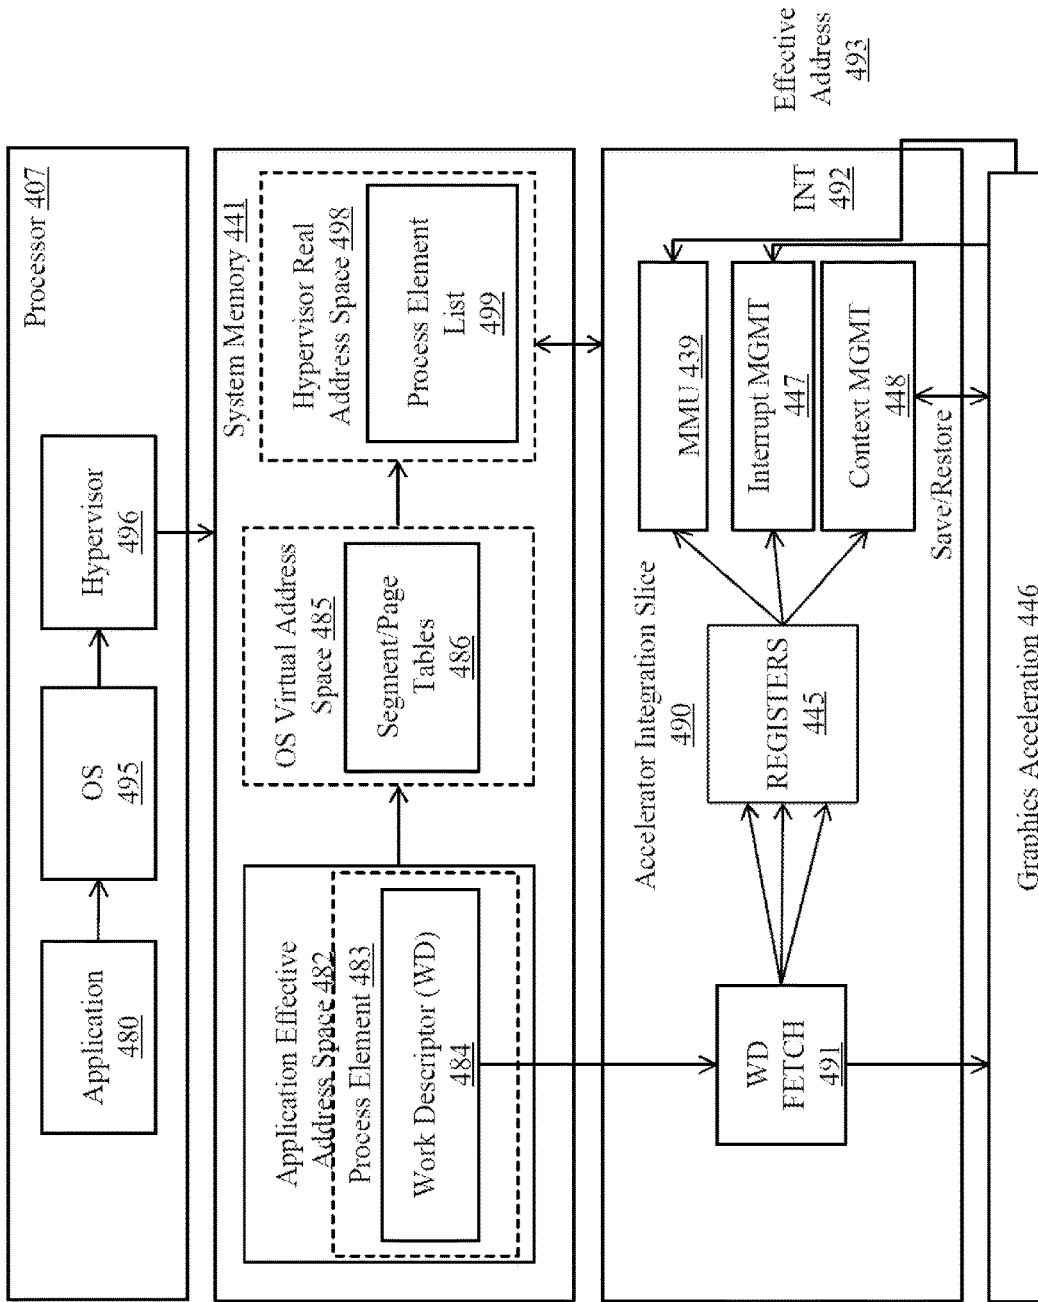 Processor 407
Application
480
OS
495
Hypervisor
496
System Memory 441
Application Effective
Address Space 482
Process Element 483
Work Descriptor (WD)
484
OS Virtual Address
Space 485
Segment/Page
Tables
486
Hypervisor Real
Address Space 498
Process Element
List
499
Accelerator Integration Slice
490
WD
FETCH
491
REGISTERS
445
MMU 439
Interrupt MGMT
447
Context MGMT
448
INT
492
Effective
Address
493
Save/Restore
Graphics Acceleration 446